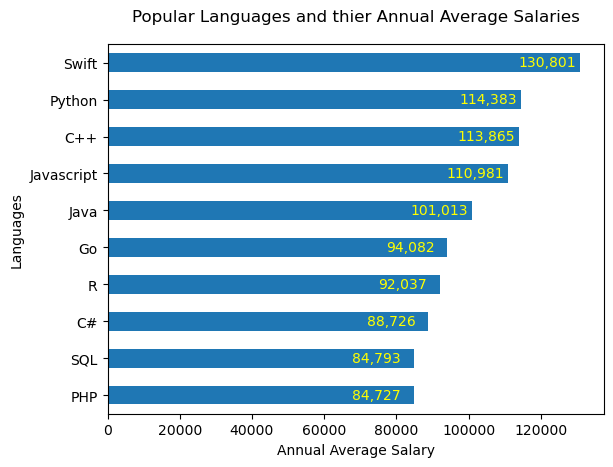 Popular Languages and thier Annual Average Salaries
Languages
Swift 130,801
Python 114,383
C++ 113,865
Javascript 110,981
Java 101,013
Go 94,082
R 92,037
C# 88,726
SQL 84,793
PHP 84,727
0 20000 40000 60000 80000 100000 120000
Annual Average Salary